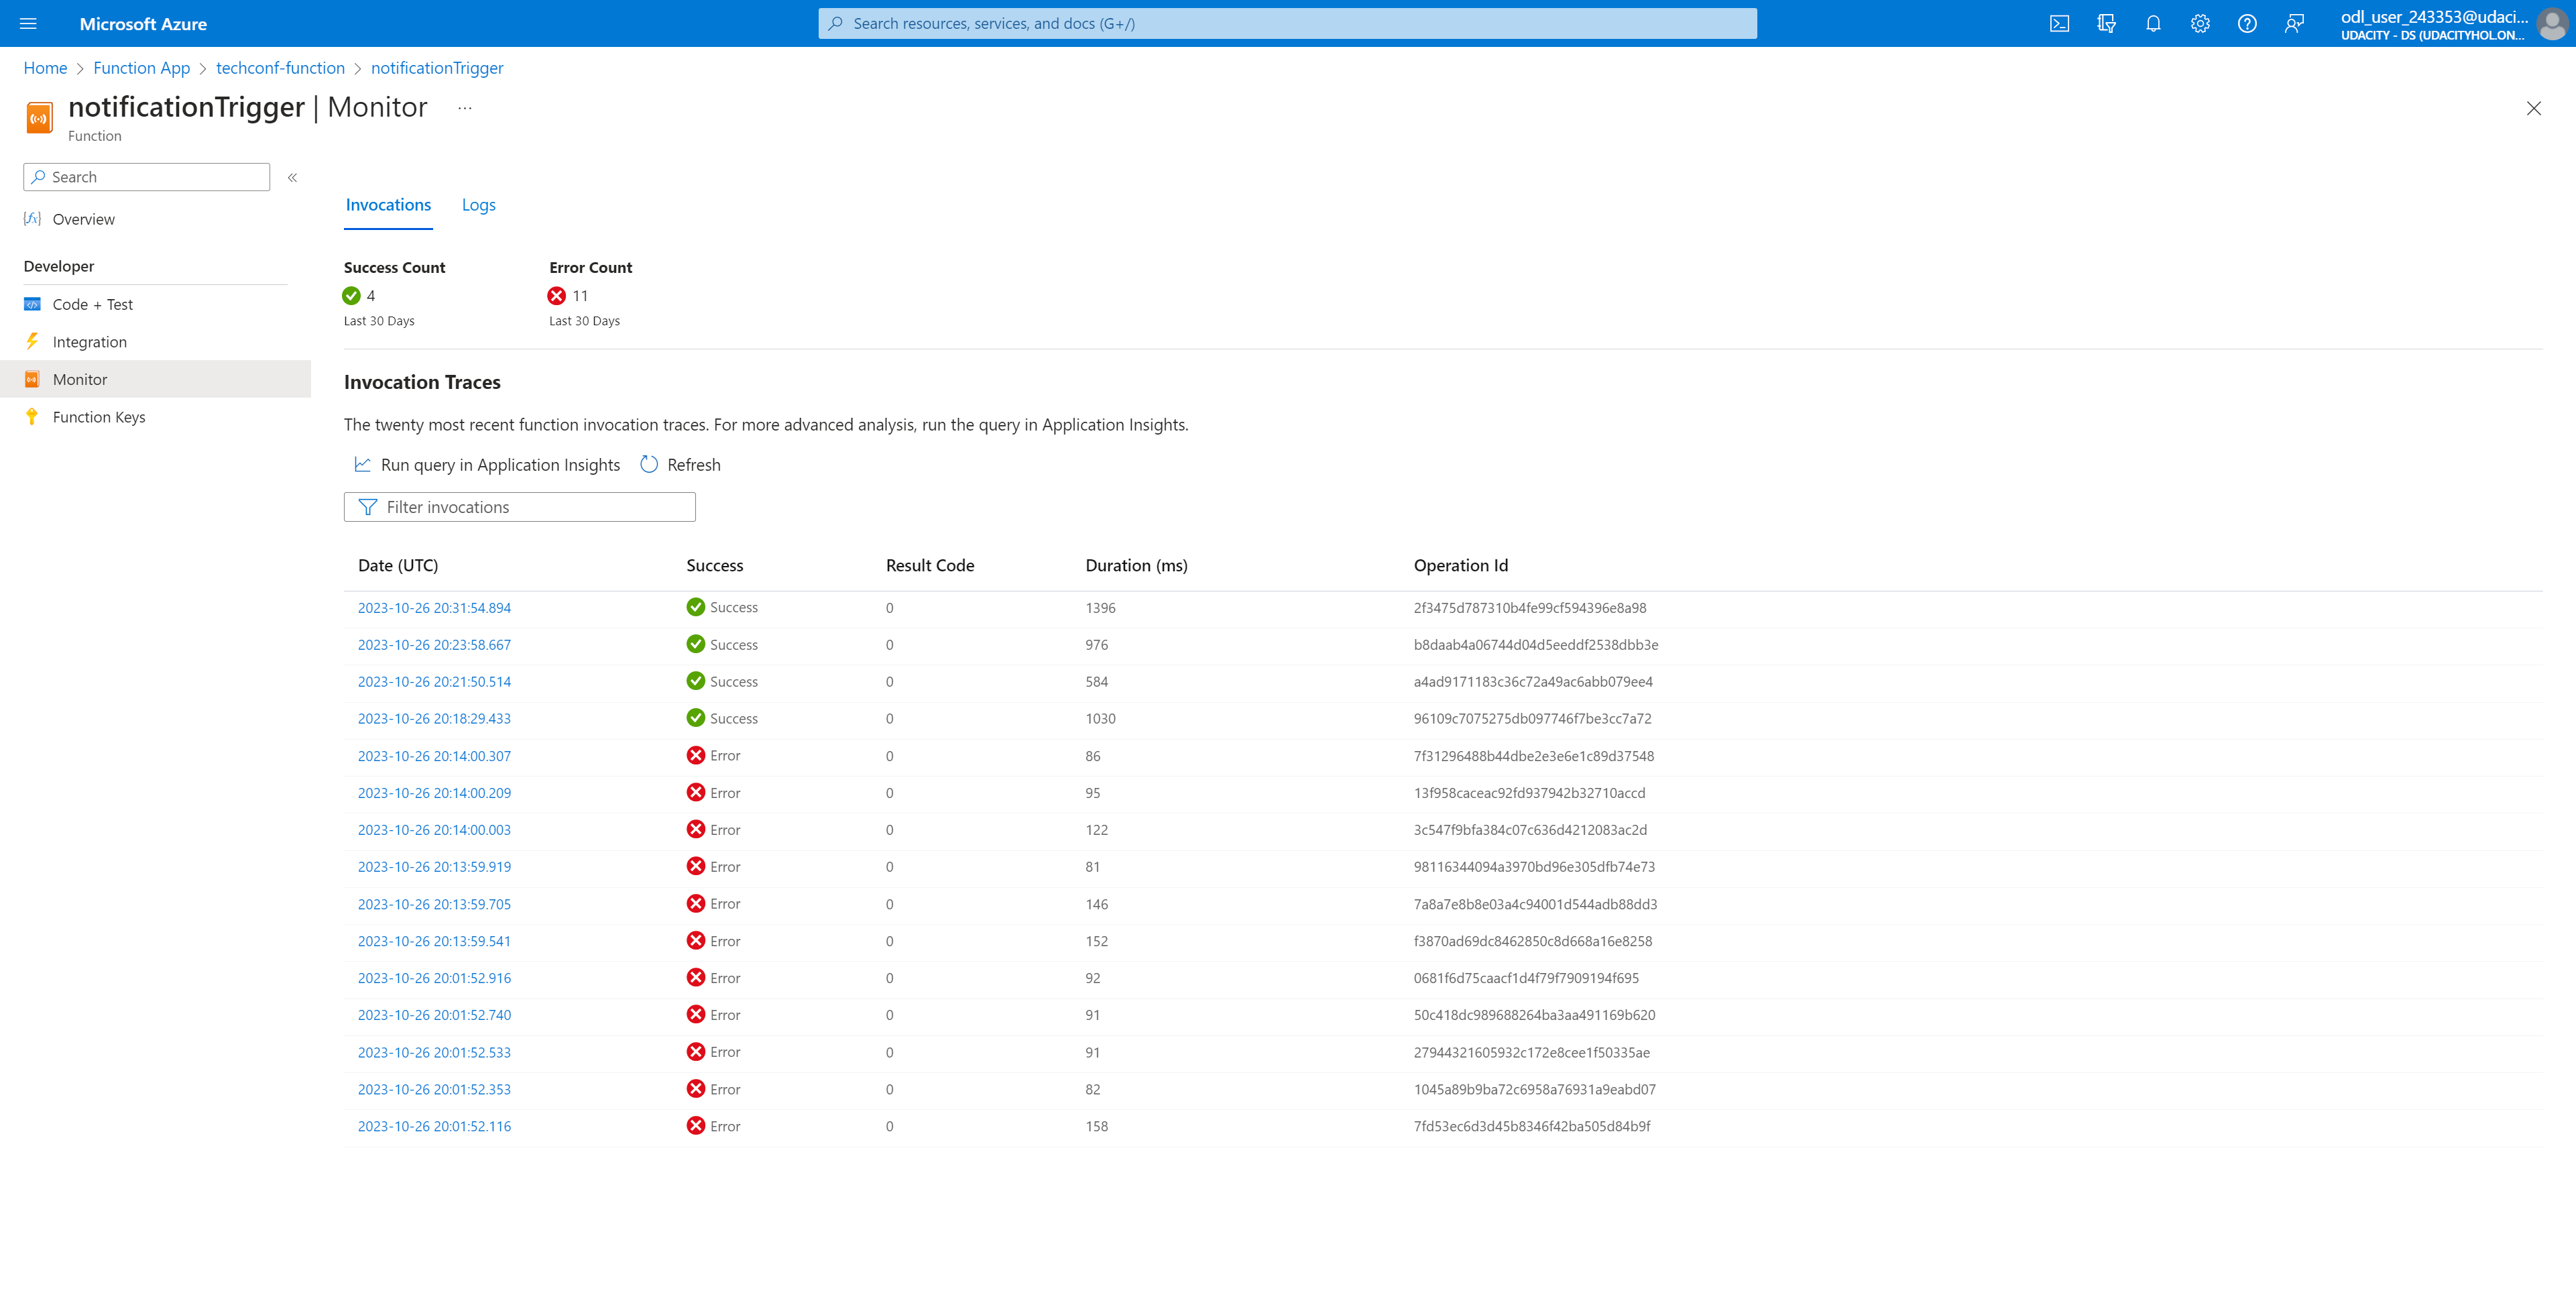 Microsoft Azure
Search resources, services, and docs (G+/)
odl_user_243353@udaci...
UDACITY - DS (UDACITYHOL.ON...
Home > Function App > techconf-function > notificationTrigger
notificationTrigger | Monitor ...
Function
Search
Overview
Developer
Code + Test
Integration
Monitor
Function Keys
Invocations Logs
Success Count Error Count
4 11
Last 30 Days Last 30 Days
Invocation Traces
The twenty most recent function invocation traces. For more advanced analysis, run the query in Application Insights.
Run query in Application Insights Refresh
Filter invocations
Date (UTC) Success Result Code Duration (ms) Operation Id
2023-10-26 20:31:54.894 Success 0 1396 2f3475d787310b4fe99cf594396e8a98
2023-10-26 20:23:58.667 Success 0 976 b8daab4a06744d04d5eeddf2538dbb3e
2023-10-26 20:21:50.514 Success 0 584 a4ad9171183c36c72a49ac6abb079ee4
2023-10-26 20:18:29.433 Success 0 1030 96109c7075275db097746f7be3cc7a72
2023-10-26 20:14:00.307 Error 0 86 7f31296488b44dbe2e3e6e1c89d37548
2023-10-26 20:14:00.209 Error 0 95 13f958caceac92fd937942b32710accd
2023-10-26 20:14:00.003 Error 0 122 3c547f9bfa384c07c636d4212083ac2d
2023-10-26 20:13:59.919 Error 0 81 98116344094a3970bd96e305dfb74e73
2023-10-26 20:13:59.705 Error 0 146 7a8a7e8b8e03a4c94001d544adb88dd3
2023-10-26 20:13:59.541 Error 0 152 f3870ad69dc8462850c8d668a16e8258
2023-10-26 20:01:52.916 Error 0 92 0681f6d75caacf1d4f79f7909194f695
2023-10-26 20:01:52.740 Error 0 91 50c418dc989688264ba3aa491169b620
2023-10-26 20:01:52.533 Error 0 91 27944321605932c172e8cee1f50335ae
2023-10-26 20:01:52.353 Error 0 82 1045a89b9ba72c6958a76931a9eabd07
2023-10-26 20:01:52.116 Error 0 158 7fd53ec6d3d45b8346f42ba505d84b9f